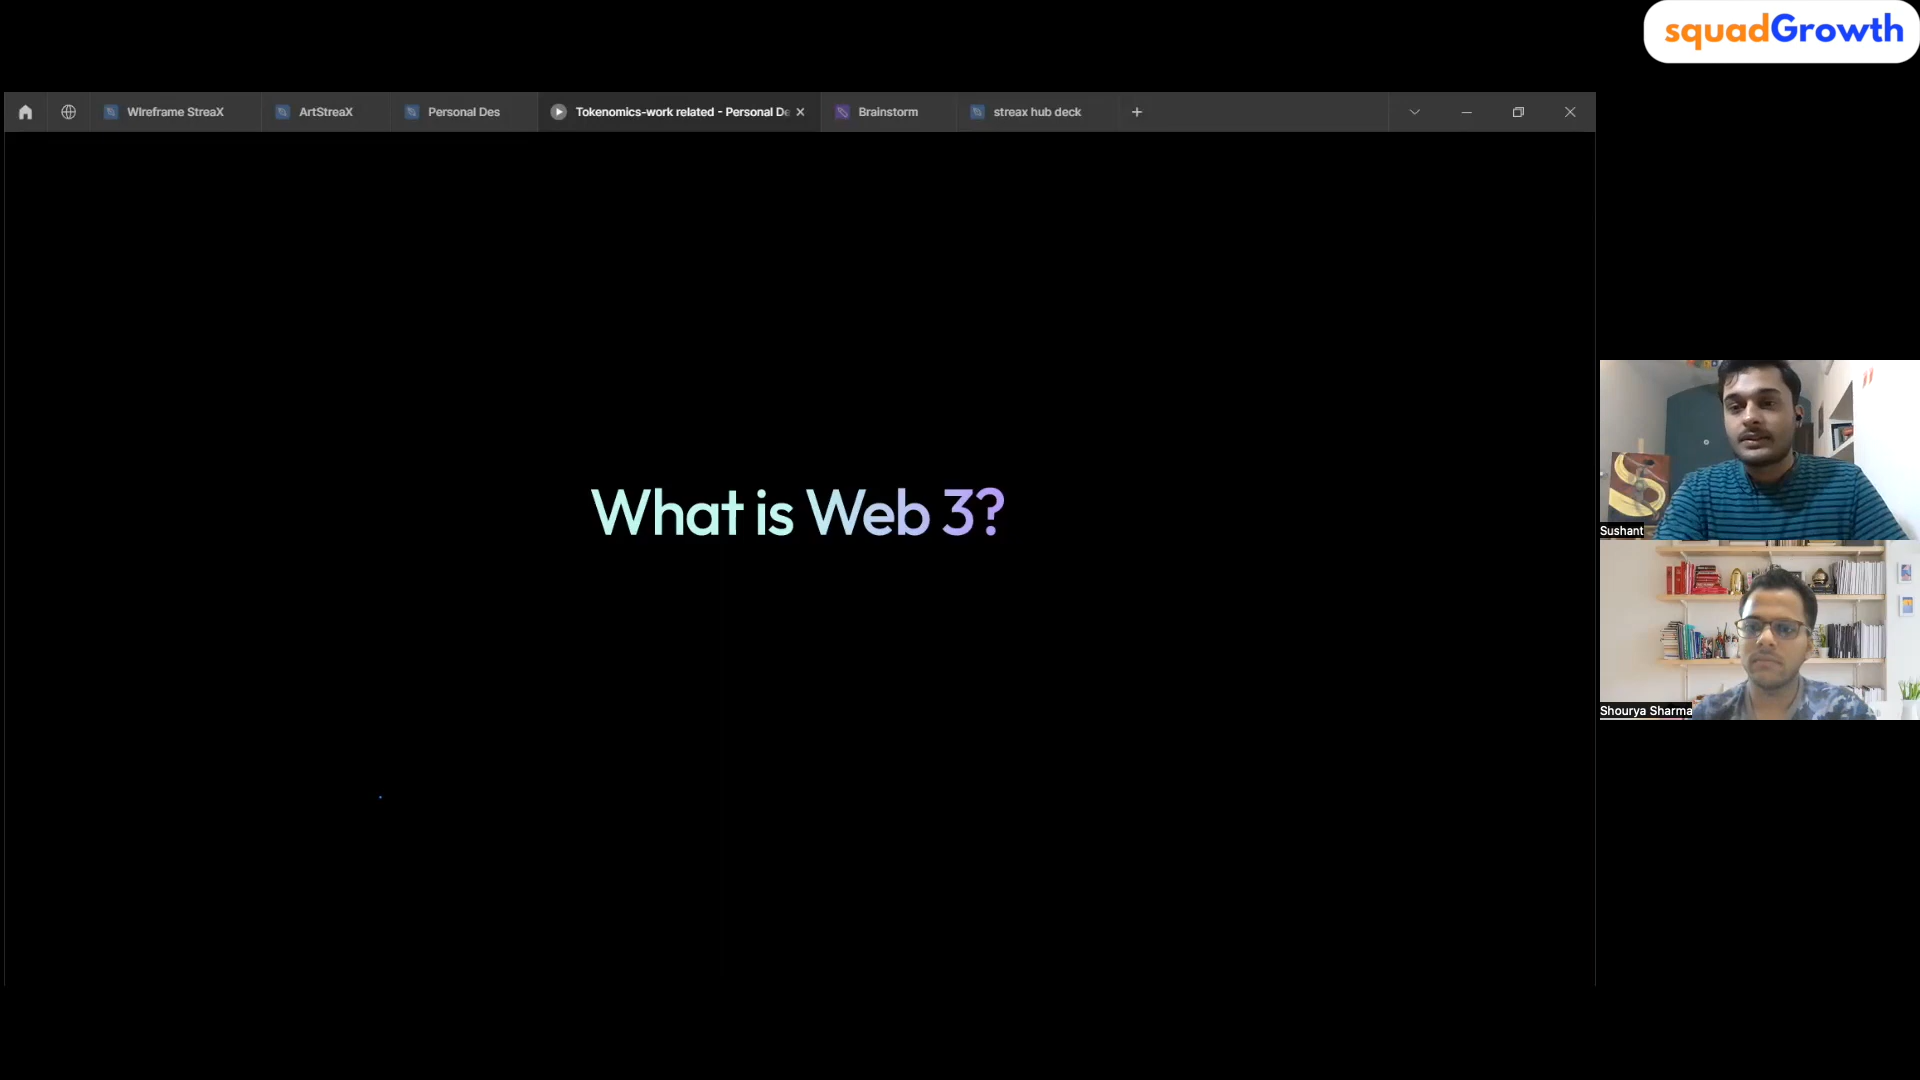 squadGrowth
WIreframe StreaX
ArtStreaX
Personal Des
Tokenomics-work related - Personal De
Brainstorm
streax hub deck
What is Web 3?
Sushant
Shourya Sharma